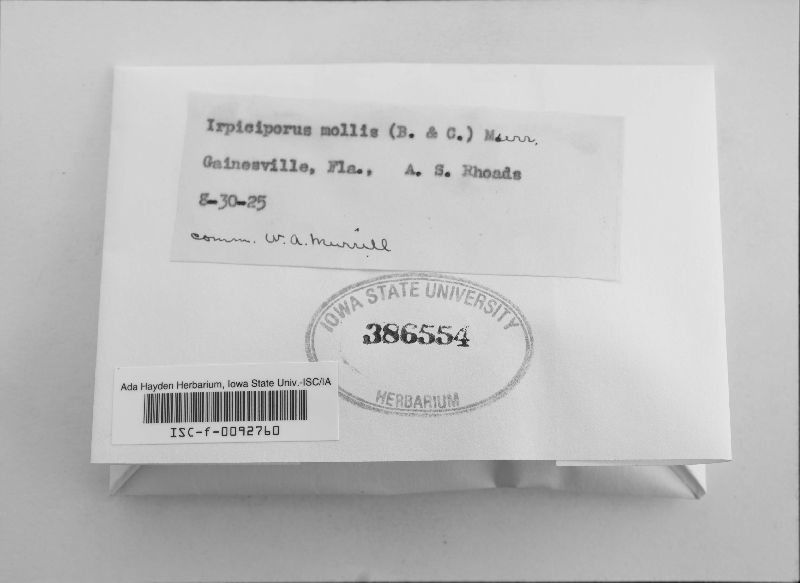 Irpiciporus mollis (B. & C.) Murr.
Gainesville, Fla., A. S. Rhoads
8-30-25
comm. W. A. Murrill
IOWA STATE UNIVERSITY
386554
HERBARIUM
Ada Hayden Herbarium, Iowa State Univ.-ISC/IA
ISC-f-0092760